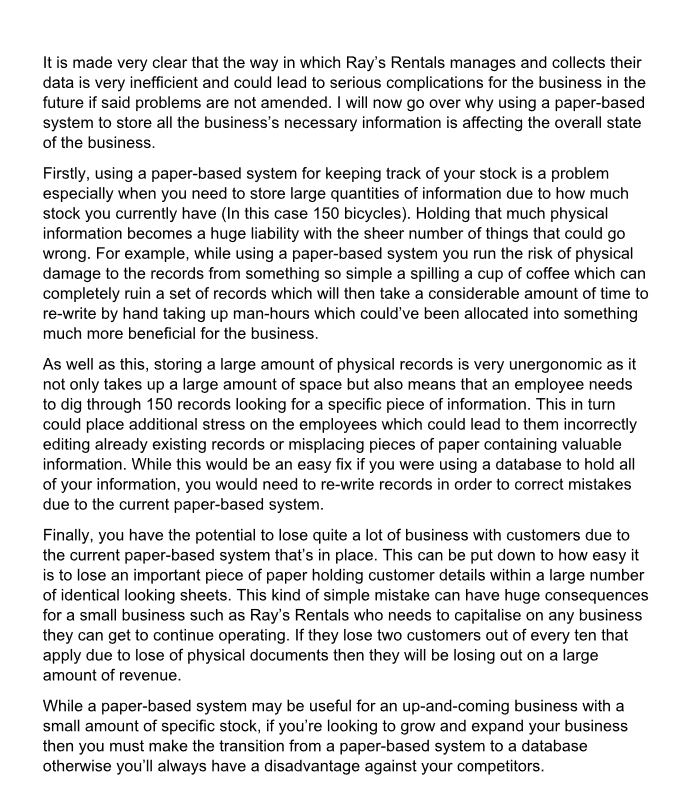 It is made very clear that the way in which Ray’s Rentals manages and collects their
data is very inefficient and could lead to serious complications for the business in the
future if said problems are not amended. I will now go over why using a paper-based
system to store all the business’s necessary information is affecting the overall state
of the business.
Firstly, using a paper-based system for keeping track of your stock is a problem
especially when you need to store large quantities of information due to how much
stock you currently have (In this case 150 bicycles). Holding that much physical
information becomes a huge liability with the sheer number of things that could go
wrong. For example, while using a paper-based system you run the risk of physical
damage to the records from something so simple a spilling a cup of coffee which can
completely ruin a set of records which will then take a considerable amount of time to
re-write by hand taking up man-hours which could’ve been allocated into something
much more beneficial for the business.
As well as this, storing a large amount of physical records is very unergonomic as it
not only takes up a large amount of space but also means that an employee needs
to dig through 150 records looking for a specific piece of information. This in turn
could place additional stress on the employees which could lead to them incorrectly
editing already existing records or misplacing pieces of paper containing valuable
information. While this would be an easy fix if you were using a database to hold all
of your information, you would need to re-write records in order to correct mistakes
due to the current paper-based system.
Finally, you have the potential to lose quite a lot of business with customers due to
the current paper-based system that’s in place. This can be put down to how easy it
is to lose an important piece of paper holding customer details within a large number
of identical looking sheets. This kind of simple mistake can have huge consequences
for a small business such as Ray’s Rentals who needs to capitalise on any business
they can get to continue operating. If they lose two customers out of every ten that
apply due to lose of physical documents then they will be losing out on a large
amount of revenue.
While a paper-based system may be useful for an up-and-coming business with a
small amount of specific stock, if you’re looking to grow and expand your business
then you must make the transition from a paper-based system to a database
otherwise you’ll always have a disadvantage against your competitors.